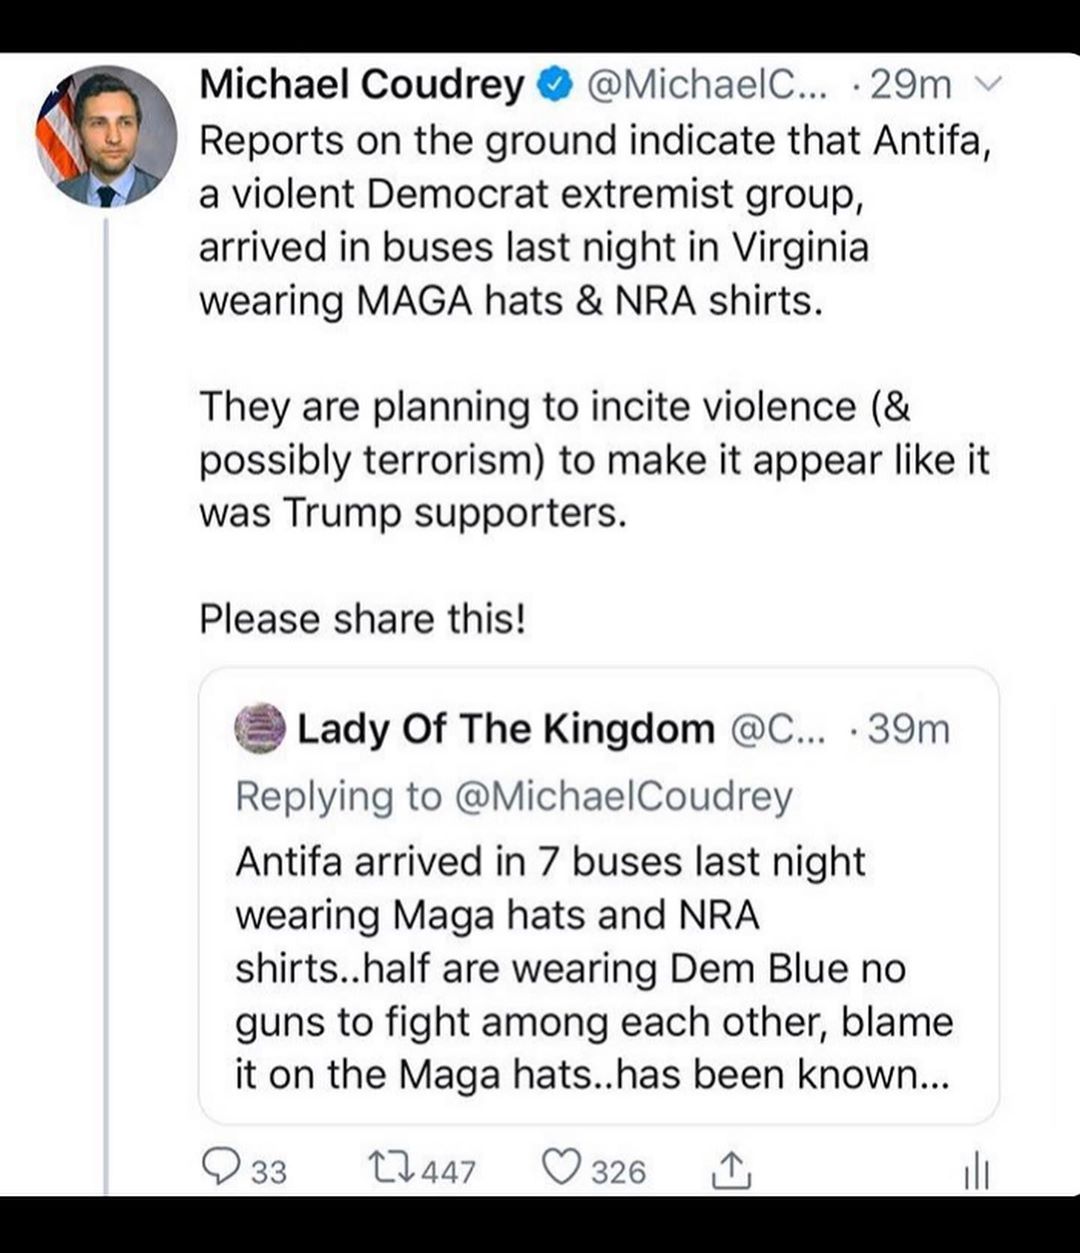 Michael Coudrey @MichaelC... · 29m
Reports on the ground indicate that Antifa,
a violent Democrat extremist group,
arrived in buses last night in Virginia
wearing MAGA hats & NRA shirts.
They are planning to incite violence (&
possibly terrorism) to make it appear like it
was Trump supporters.
Please share this!
Lady Of The Kingdom @C... · 39m
Replying to @MichaelCoudrey
Antifa arrived in 7 buses last night
wearing Maga hats and NRA
shirts..half are wearing Dem Blue no
guns to fight among each other, blame
it on the Maga hats..has been known...
33 447 326